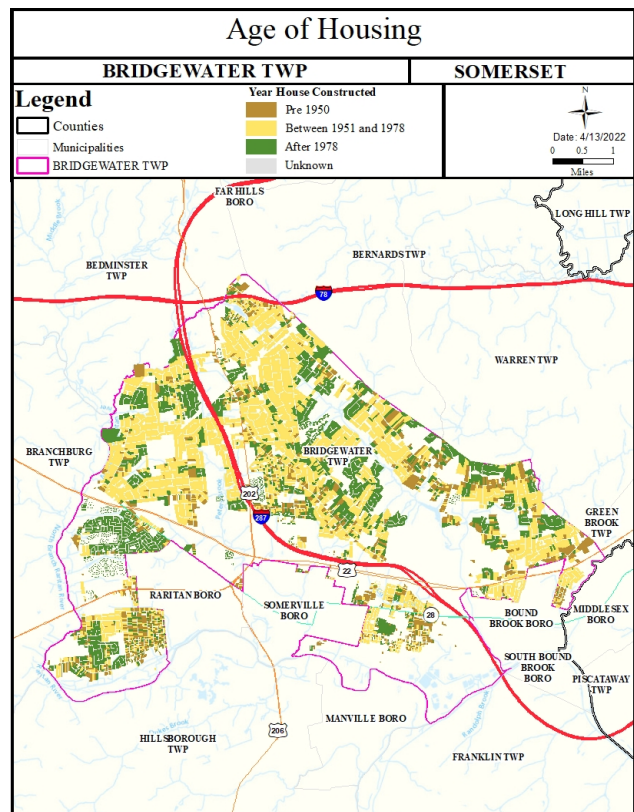 Age of Housing
BRIDGEWATER TWP
SOMERSET
Legend
Counties
Municipalities
BRIDGEWATER TWP
Year House Constructed
Pre 1950
Between 1951 and 1978
After 1978
Unknown
N
Date: 4/13/2022
0 0.5 1
Miles
FAR HILLS
BORO
LONG HILL TWP
BERNARDS TWP
BEDMINSTER
TWP
Middle Brook
78
WARREN TWP
BRANCHBURG
TWP
BRIDGEWATER
TWP
202
287
GREEN
BROOK
TWP
22
RARITAN BORO
SOMERVILLE
BORO
28
BOUND
BROOK BORO
MIDDLESEX
BORO
SOUTH BOUND
BROOK
BORO
PISCATAWAY
TWP
MANVILLE BORO
206
HILLSBOROUGH
TWP
FRANKLIN TWP